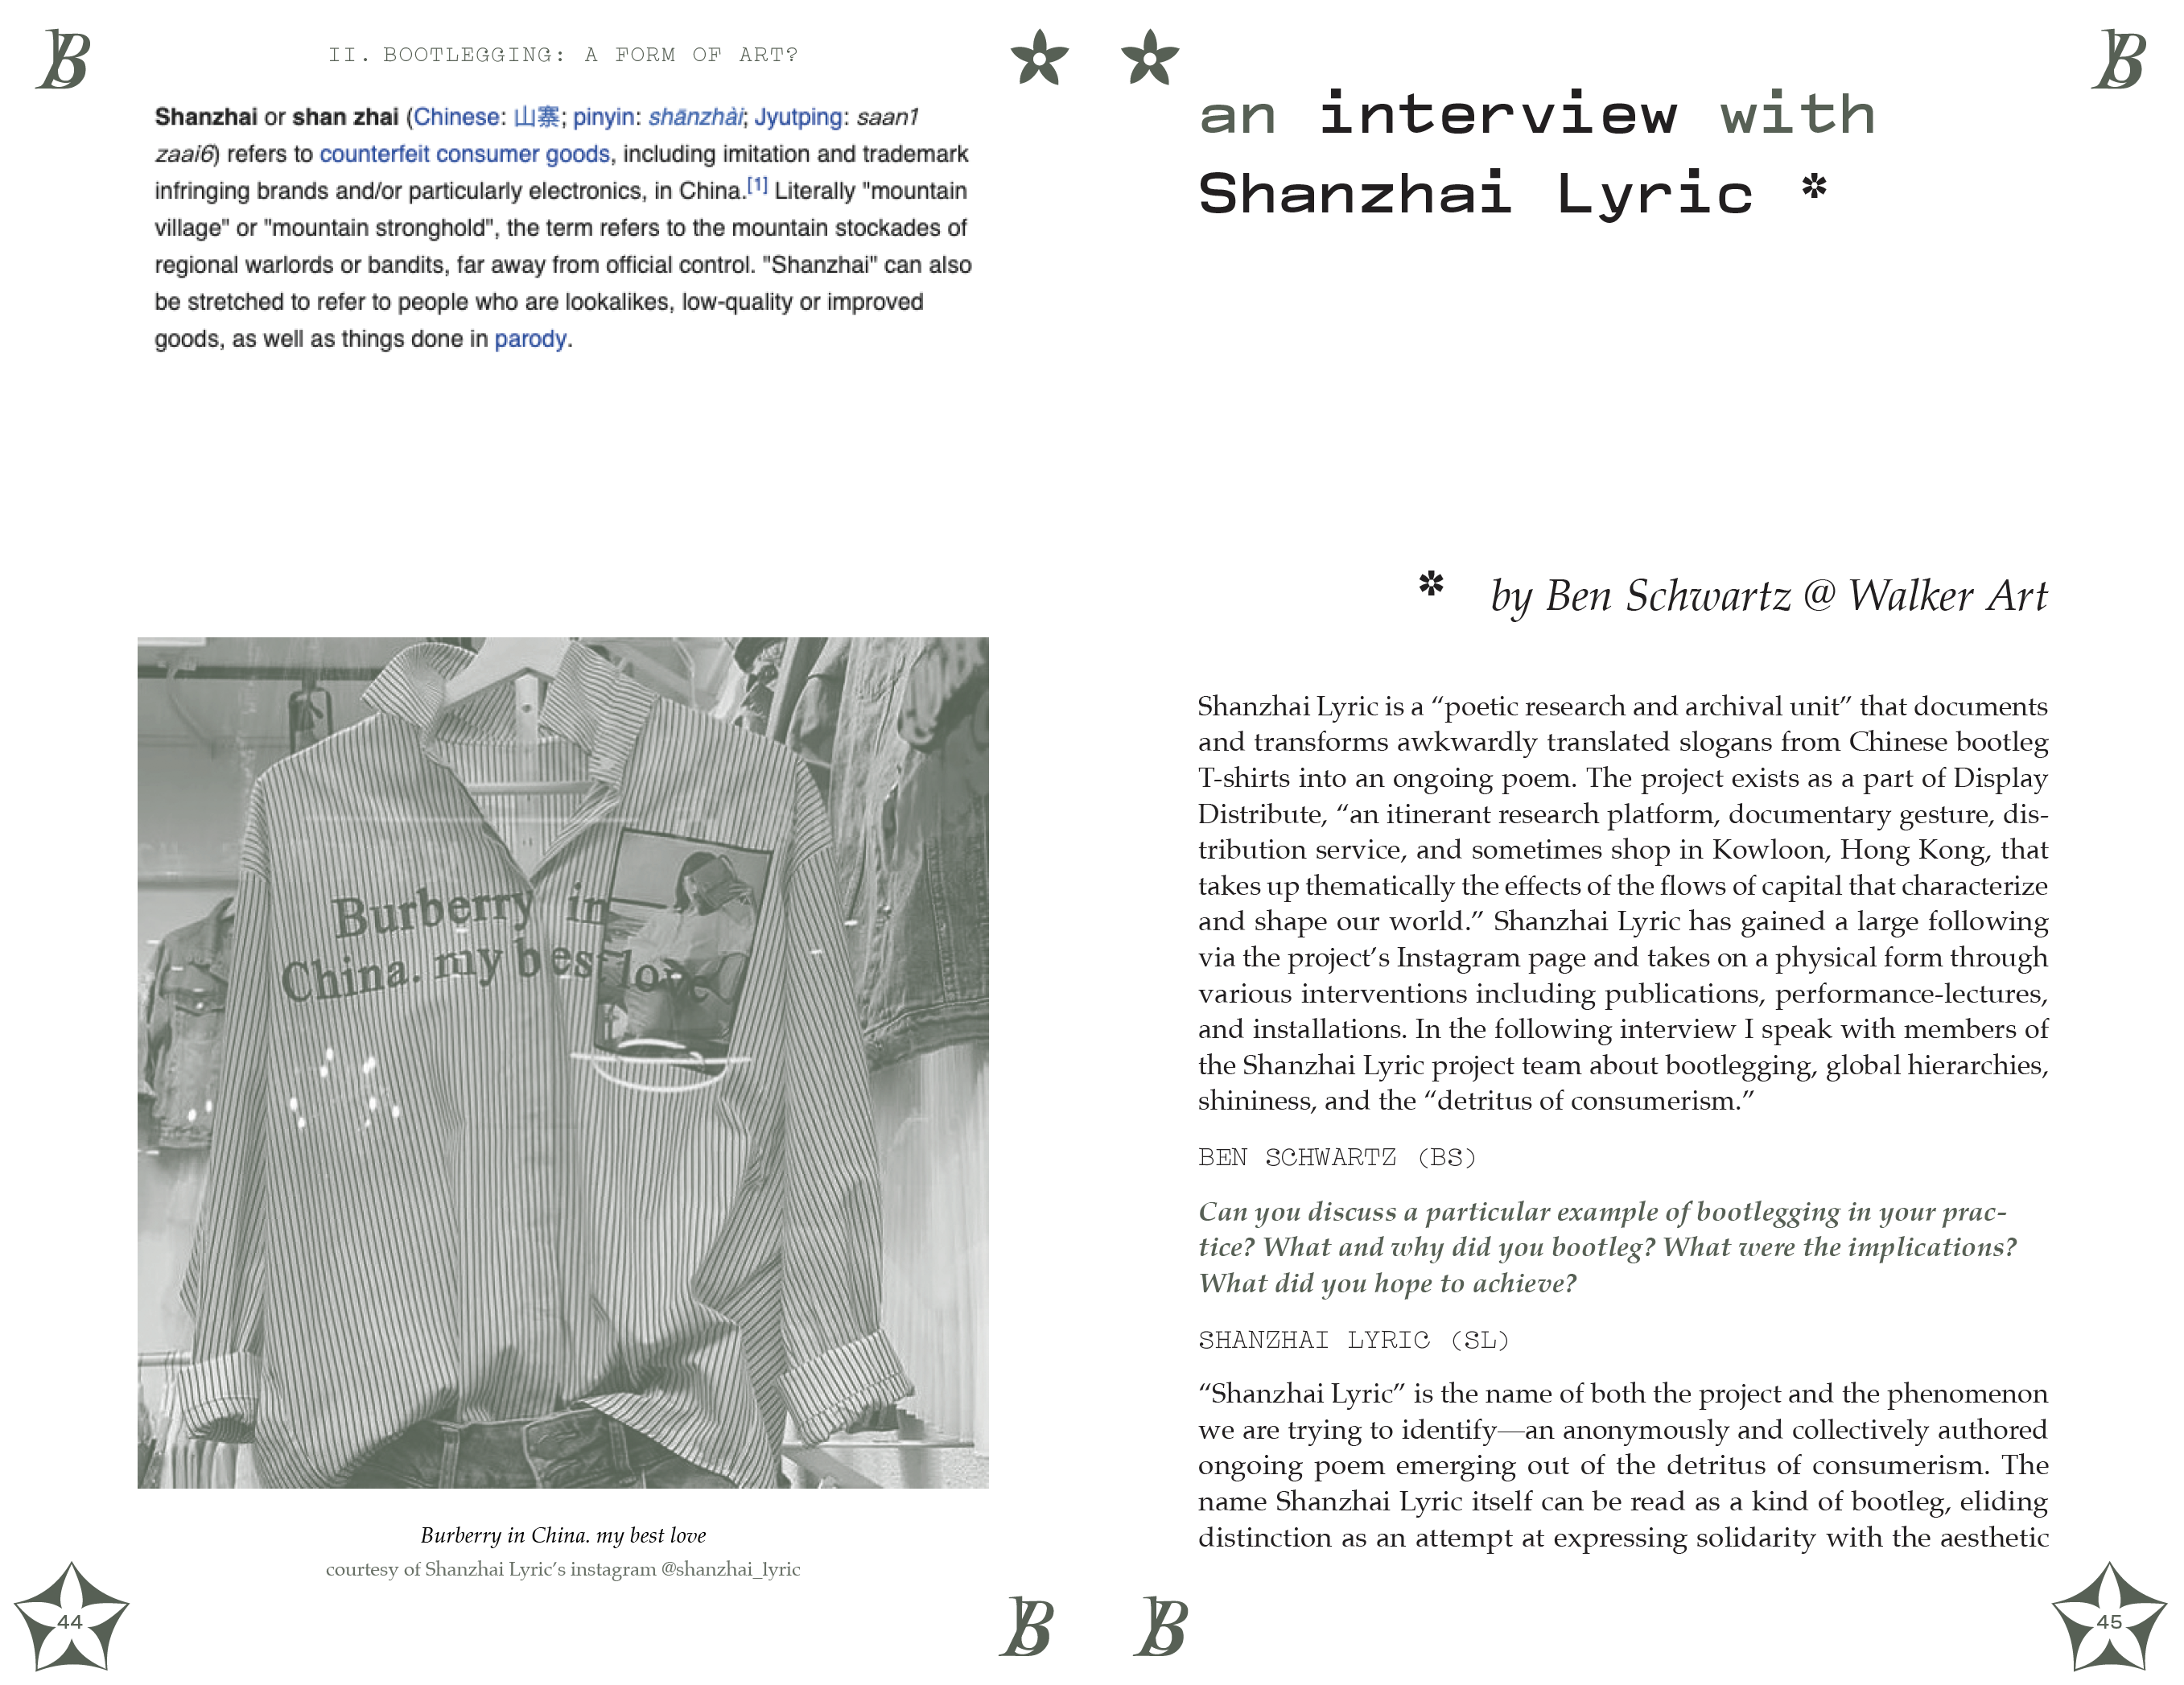 II. BOOTLEGGING: A FORM OF ART?
Shanzhai or shan zhai (Chinese: 山寨; pinyin: shānzhài; Jyutping: saan1
zaai6) refers to counterfeit consumer goods, including imitation and trademark
infringing brands and/or particularly electronics, in China.[1] Literally "mountain
village" or "mountain stronghold", the term refers to the mountain stockades of
regional warlords or bandits, far away from official control. "Shanzhai" can also
be stretched to refer to people who are lookalikes, low-quality or improved
goods, as well as things done in parody.
Burberry in
China. my best love
Burberry in China. my best love
courtesy of Shanzhai Lyric’s instagram @shanzhai_lyric
44
B
B
an interview with
Shanzhai Lyric *
* by Ben Schwartz @ Walker Art
Shanzhai Lyric is a “poetic research and archival unit” that documents
and transforms awkwardly translated slogans from Chinese bootleg
T-shirts into an ongoing poem. The project exists as a part of Display
Distribute, “an itinerant research platform, documentary gesture, dis-
tribution service, and sometimes shop in Kowloon, Hong Kong, that
takes up thematically the effects of the flows of capital that characterize
and shape our world.” Shanzhai Lyric has gained a large following
via the project’s Instagram page and takes on a physical form through
various interventions including publications, performance-lectures,
and installations. In the following interview I speak with members of
the Shanzhai Lyric project team about bootlegging, global hierarchies,
shininess, and the “detritus of consumerism.”
BEN SCHWARTZ (BS)
Can you discuss a particular example of bootlegging in your prac-
tice? What and why did you bootleg? What were the implications?
What did you hope to achieve?
SHANZHAI LYRIC (SL)
“Shanzhai Lyric” is the name of both the project and the phenomenon
we are trying to identify—an anonymously and collectively authored
ongoing poem emerging out of the detritus of consumerism. The
name Shanzhai Lyric itself can be read as a kind of bootleg, eliding
distinction as an attempt at expressing solidarity with the aesthetic
45
B
B